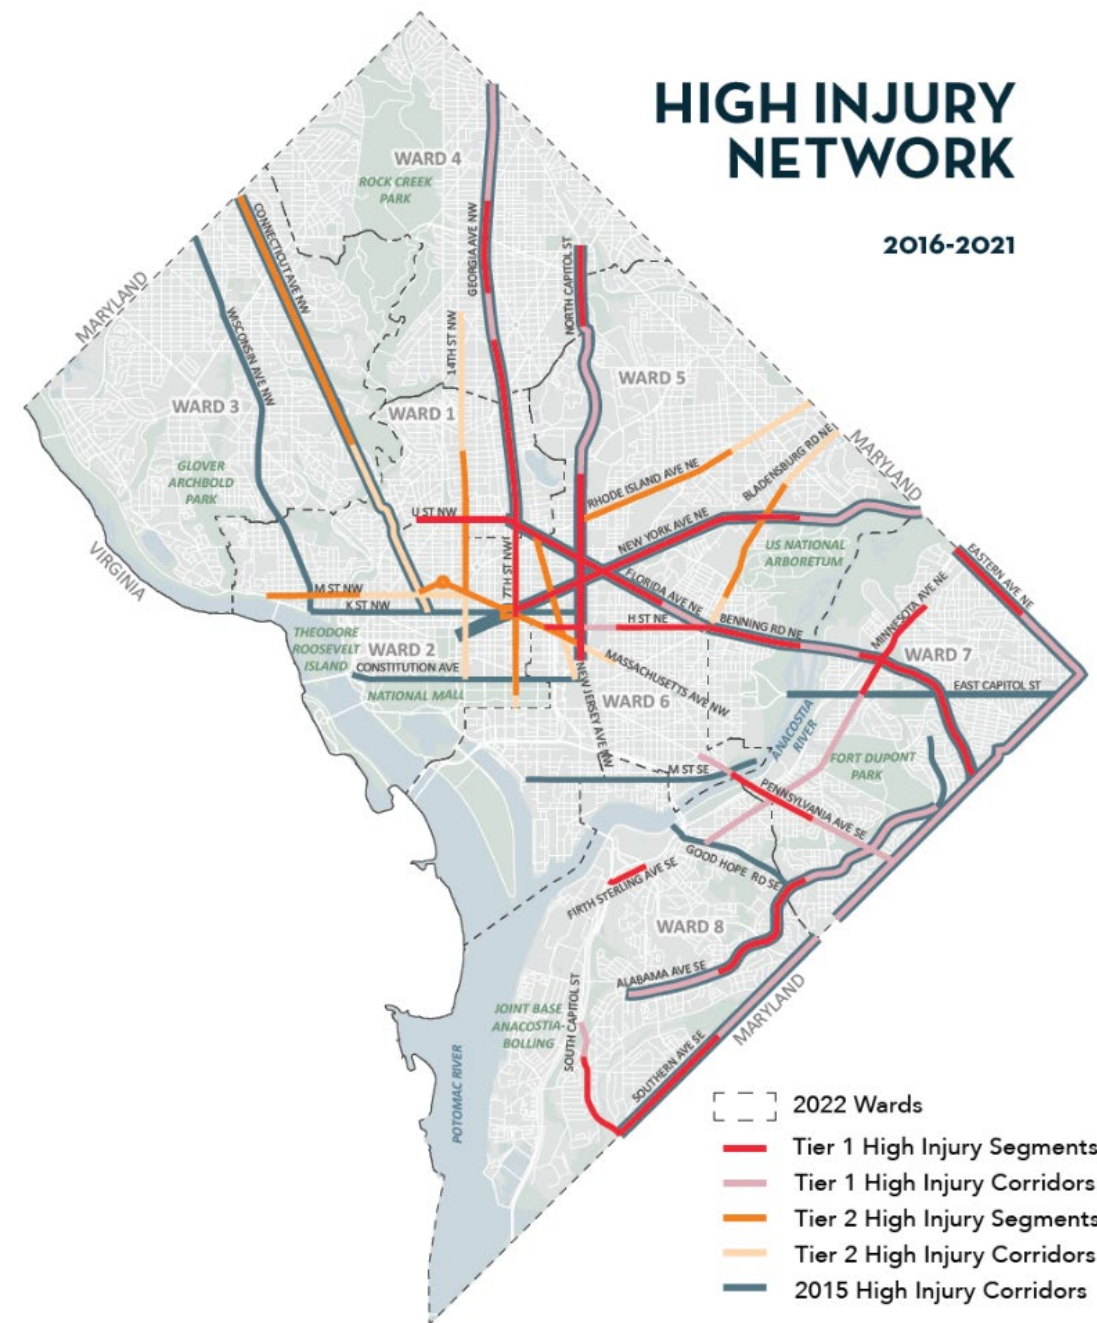 HIGH INJURY
NETWORK
2016-2021
WARD 4
ROCK CREEK
PARK
CONNECTICUT AVE NW
GEORGIA AVE NW
NORTH CAPITOL ST
MARYLAND
WISCONSIN AVE NW
14TH ST NW
WARD 5
WARD 3
WARD 1
GLOVER
ARCHBOLD
PARK
RHODE ISLAND AVE NE
BLADENSBURG RD NE
MARYLAND
U ST NW
NEW YORK AVE NE
US NATIONAL
ARBORETUM
VIRGINIA
7TH ST NW
EASTERN AVE NE
M ST NW
K ST NW
FLORIDA AVE NE
H ST NE
BENNING RD NE
MINNESOTA AVE NE
THEODORE
ROOSEVELT
ISLAND
WARD 2
CONSTITUTION AVE
NATIONAL MALL
MASSACHUSETTS AVE NW
WARD 7
EAST CAPITOL ST
NEW JERSEY AVE NW
WARD 6
ANACOSTIA
RIVER
FORT DUPONT
PARK
M ST SE
PENNSYLVANIA AVE SE
GOOD HOPE RD SE
FIRTH STERLING AVE SE
WARD 8
ALABAMA AVE SE
SOUTH CAPITOL ST
JOINT BASE
ANACOSTIA-
BOLLING
MARYLAND
SOUTHERN AVE SE
POTOMAC RIVER
2022 Wards
Tier 1 High Injury Segments
Tier 1 High Injury Corridors
Tier 2 High Injury Segments
Tier 2 High Injury Corridors
2015 High Injury Corridors